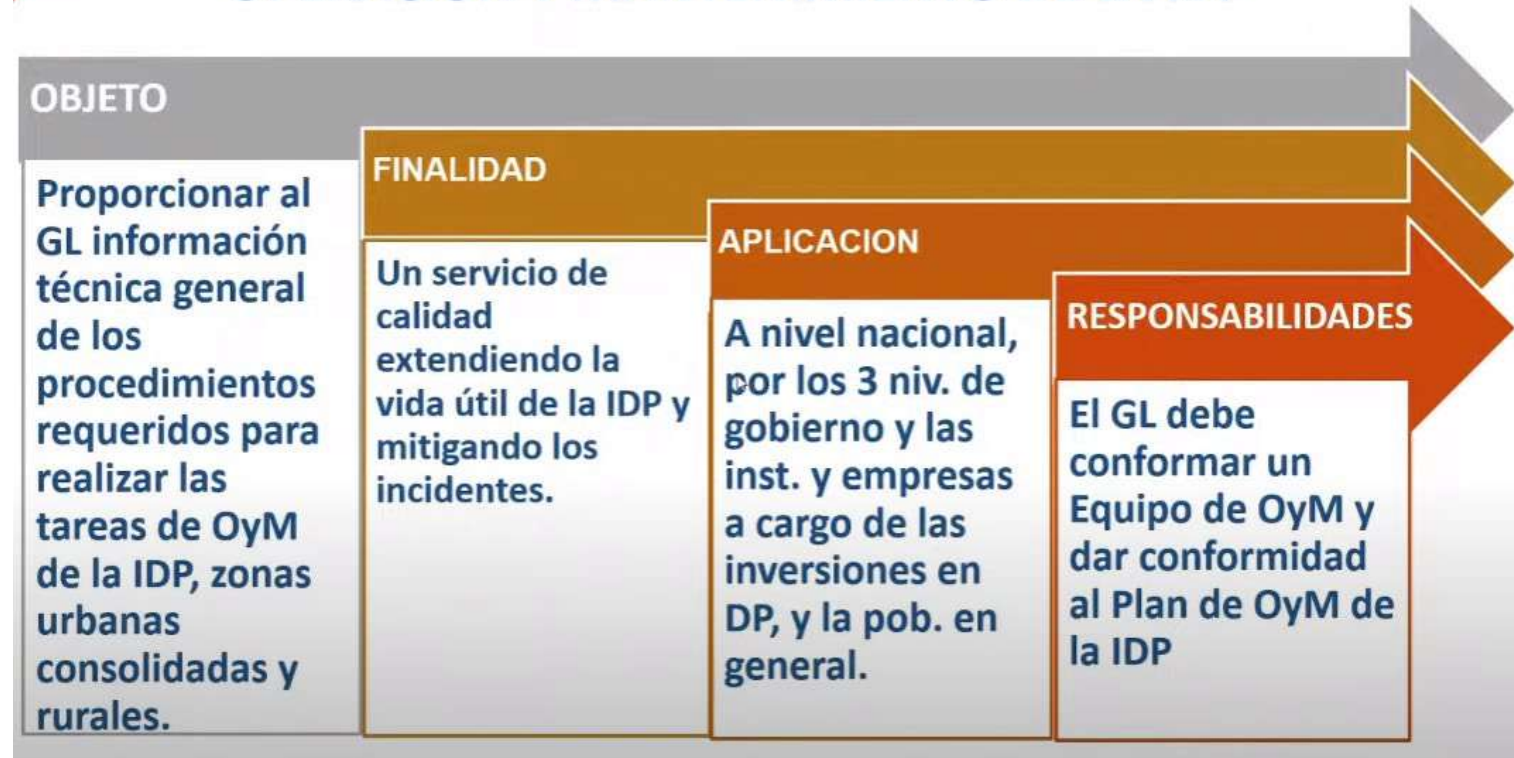 OBJETO
Proporcionar al
GL información
técnica general
de los
procedimientos
requeridos para
realizar las
tareas de OyM
de la IDP, zonas
urbanas
consolidadas y
rurales.
FINALIDAD
Un servicio de
calidad
extendiendo la
vida útil de la IDP y
mitigando los
incidentes.
APLICACION
A nivel nacional,
por los 3 niv. de
gobierno y las
inst. y empresas
a cargo de las
inversiones en
DP, y la pob. en
general.
RESPONSABILIDADES
El GL debe
conformar un
Equipo de OyM y
dar conformidad
al Plan de OyM de
la IDP